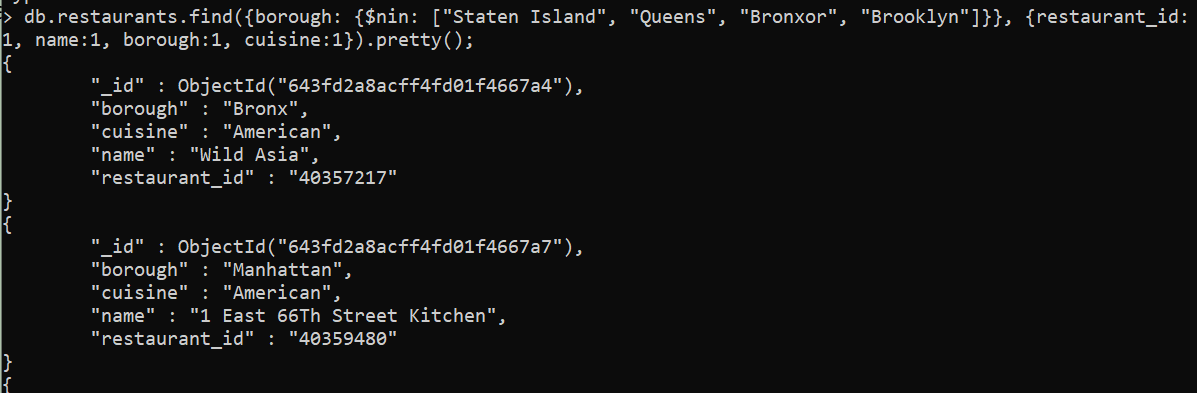 > db.restaurants.find({borough: {$nin: ["Staten Island", "Queens", "Bronxor", "Brooklyn"]}}, {restaurant_id:
1, name:1, borough:1, cuisine:1}).pretty();
{
        "_id" : ObjectId("643fd2a8acff4fd01f4667a4"),
        "borough" : "Bronx",
        "cuisine" : "American",
        "name" : "Wild Asia",
        "restaurant_id" : "40357217"
}
{
        "_id" : ObjectId("643fd2a8acff4fd01f4667a7"),
        "borough" : "Manhattan",
        "cuisine" : "American",
        "name" : "1 East 66Th Street Kitchen",
        "restaurant_id" : "40359480"
}
{